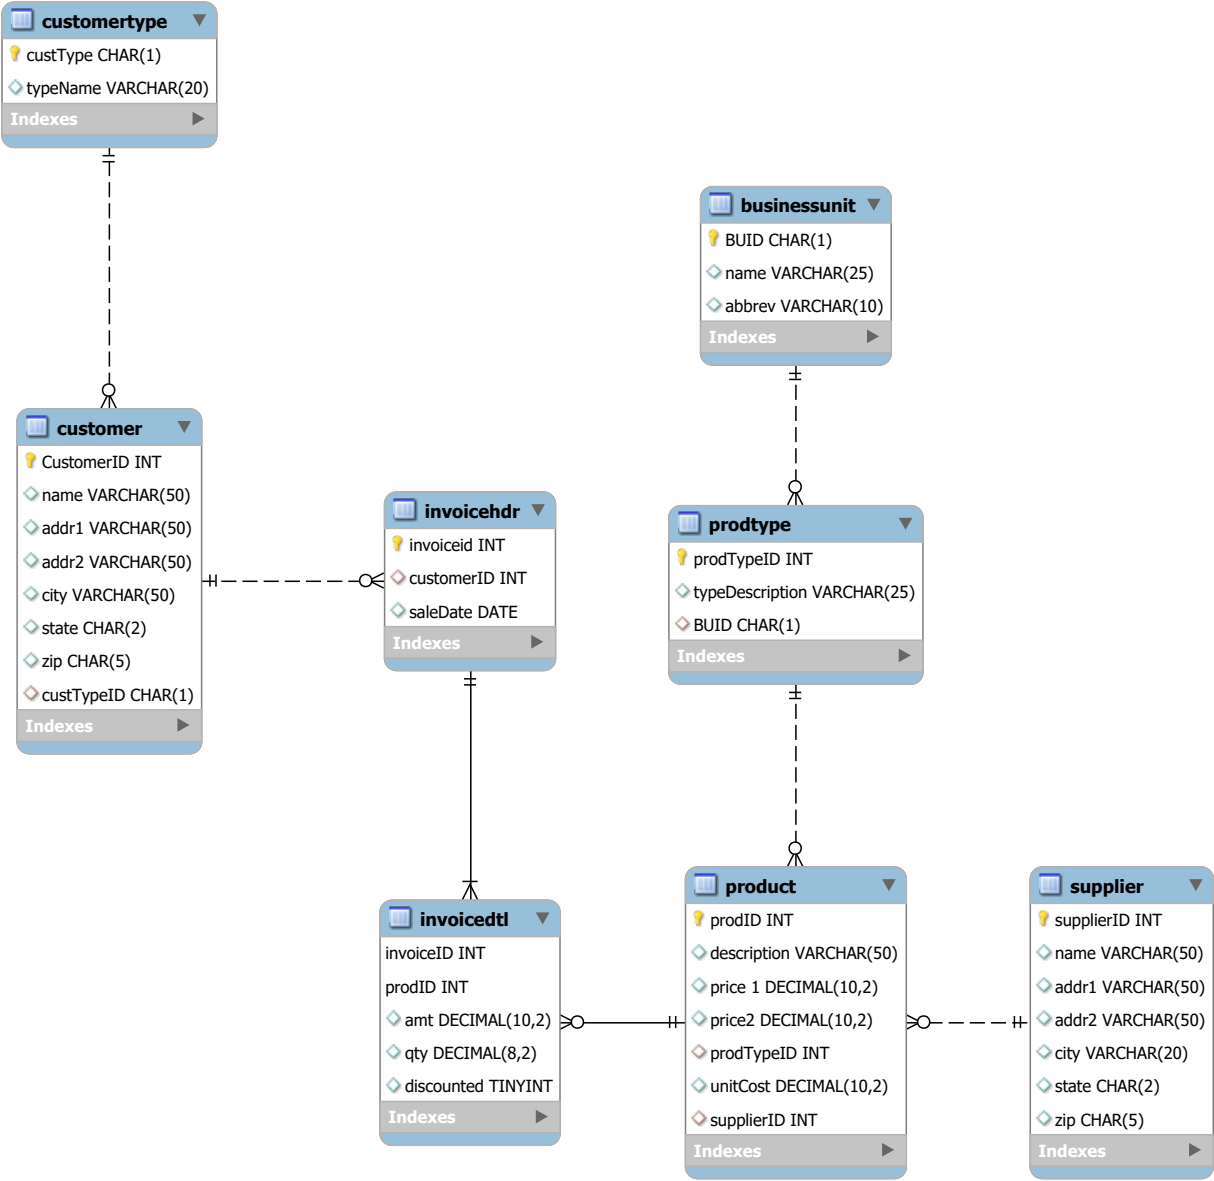 customertype
custType CHAR(1)
typeName VARCHAR(20)
Indexes
businessunit
BUID CHAR(1)
name VARCHAR(25)
abbrev VARCHAR(10)
Indexes
customer
CustomerID INT
name VARCHAR(50)
addr1 VARCHAR(50)
addr2 VARCHAR(50)
city VARCHAR(50)
state CHAR(2)
zip CHAR(5)
custTypeID CHAR(1)
Indexes
invoicehdr
invoiceid INT
customerID INT
saleDate DATE
Indexes
prodtype
prodTypeID INT
typeDescription VARCHAR(25)
BUID CHAR(1)
Indexes
invoicedtl
invoiceID INT
prodID INT
amt DECIMAL(10,2)
qty DECIMAL(8,2)
discounted TINYINT
Indexes
product
prodID INT
description VARCHAR(50)
price 1 DECIMAL(10,2)
price2 DECIMAL(10,2)
prodTypeID INT
unitCost DECIMAL(10,2)
supplierID INT
Indexes
supplier
supplierID INT
name VARCHAR(50)
addr1 VARCHAR(50)
addr2 VARCHAR(50)
city VARCHAR(20)
state CHAR(2)
zip CHAR(5)
Indexes